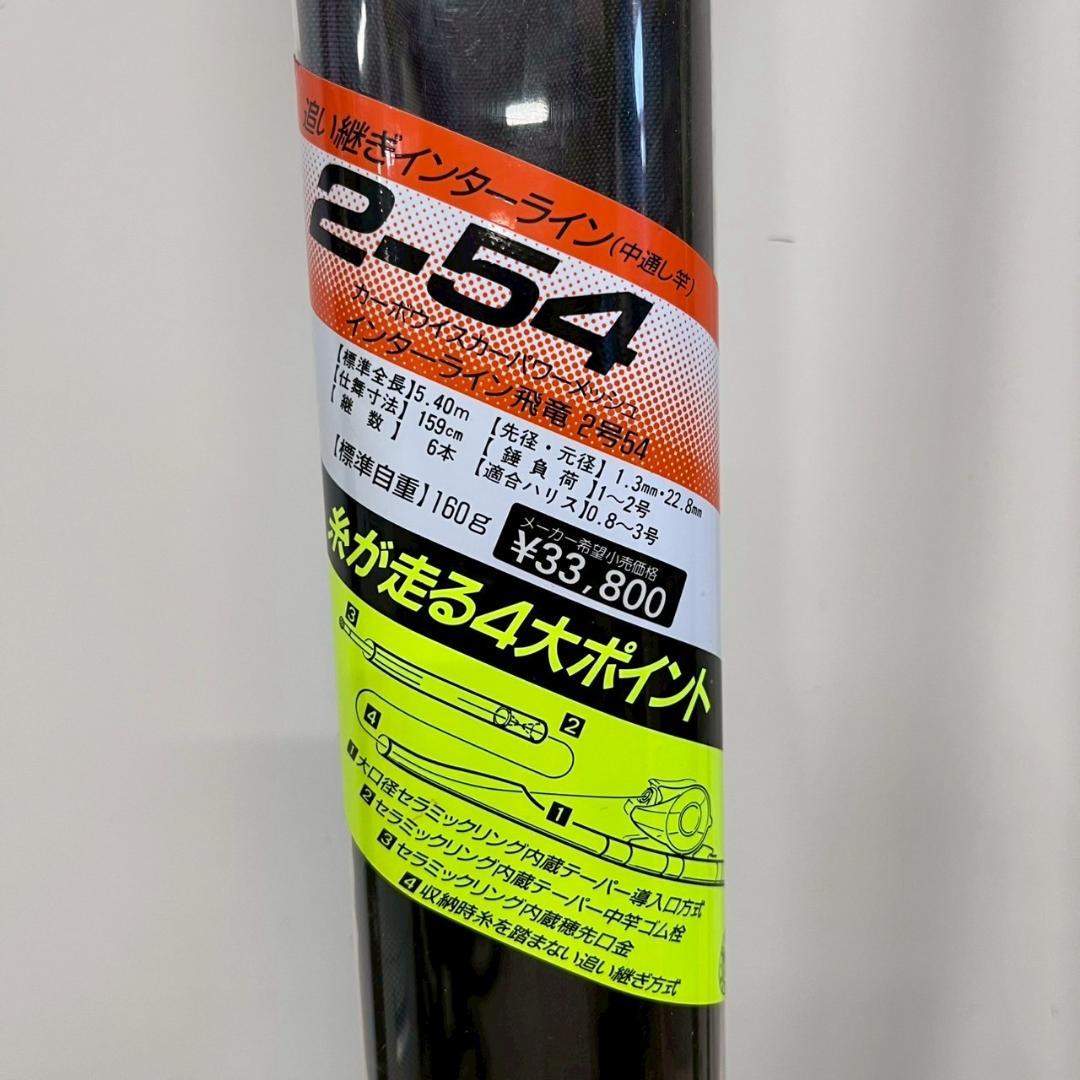 追い継ぎインターライン(中通し竿)
2-54
カーボウイスカーパワーメッシュ
インターライン飛竜 2号54
【標準全長】5.40m 【先径・元径】1.3mm・22.8mm
【仕舞寸法】159cm 【錘負荷】1〜2号
【継数】6本 【適合ハリス】0.8〜3号
【標準自重】160g
メーカー希望小売価格
¥33,800
糸が走る4大ポイント
3
2
4
1
1 大口径セラミックリング内蔵テーパー導入口方式
2 セラミックリング内蔵テーパー中竿ゴム栓
3 セラミックリング内蔵穂先口金
4 収納時糸を踏まない追い継ぎ方式